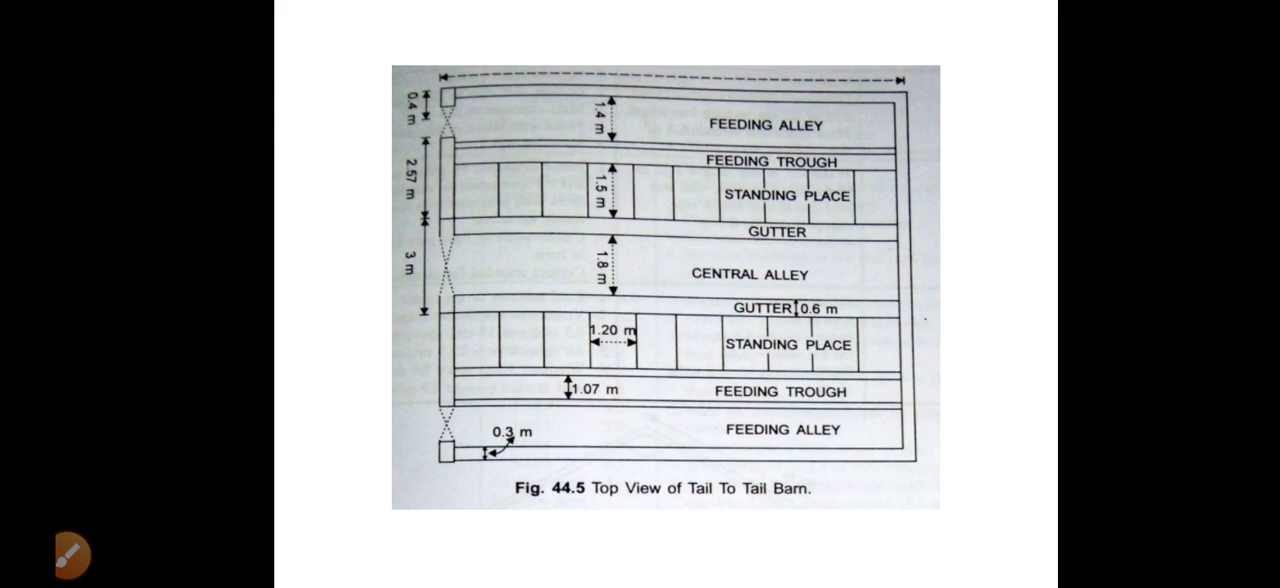 0.4 m
1.4 m
FEEDING ALLEY
FEEDING TROUGH
2.57 m
1.5 m
STANDING PLACE
GUTTER
3 m
1.8 m
CENTRAL ALLEY
GUTTER 0.6 m
1.20 m
STANDING PLACE
1.07 m
FEEDING TROUGH
FEEDING ALLEY
0.3 m
Fig. 44.5 Top View of Tail To Tail Barn.